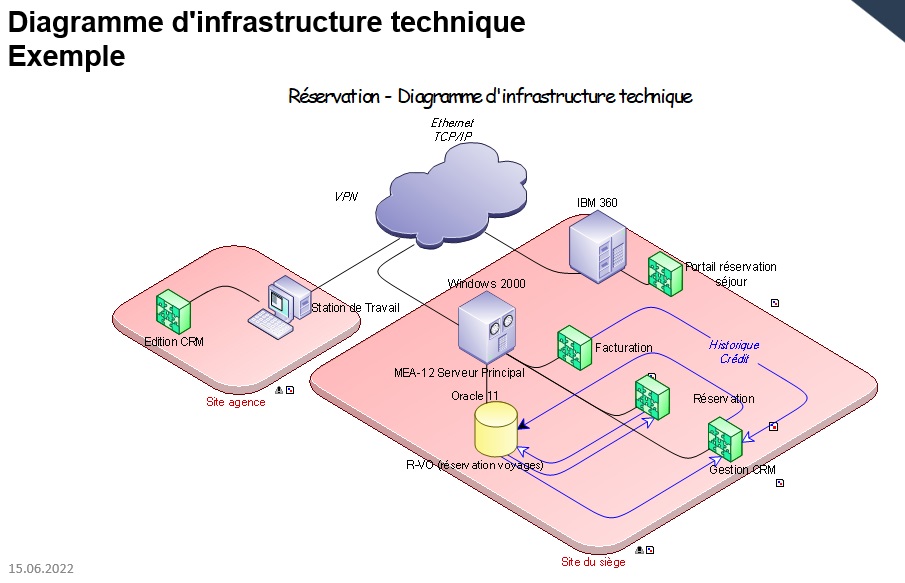 Diagramme d'infrastructure technique
Exemple
Réservation - Diagramme d'infrastructure technique
Ethernet
TCP/IP
VPN
IBM 360
Portail réservation
séjour
Windows 2000
Station de Travail
Edition CRM
Facturation
Historique
Crédit
MEA-12 Serveur Principal
Oracle 11
Réservation
Site agence
R-VO (réservation voyages)
Gestion CRM
Site du siège
15.06.2022